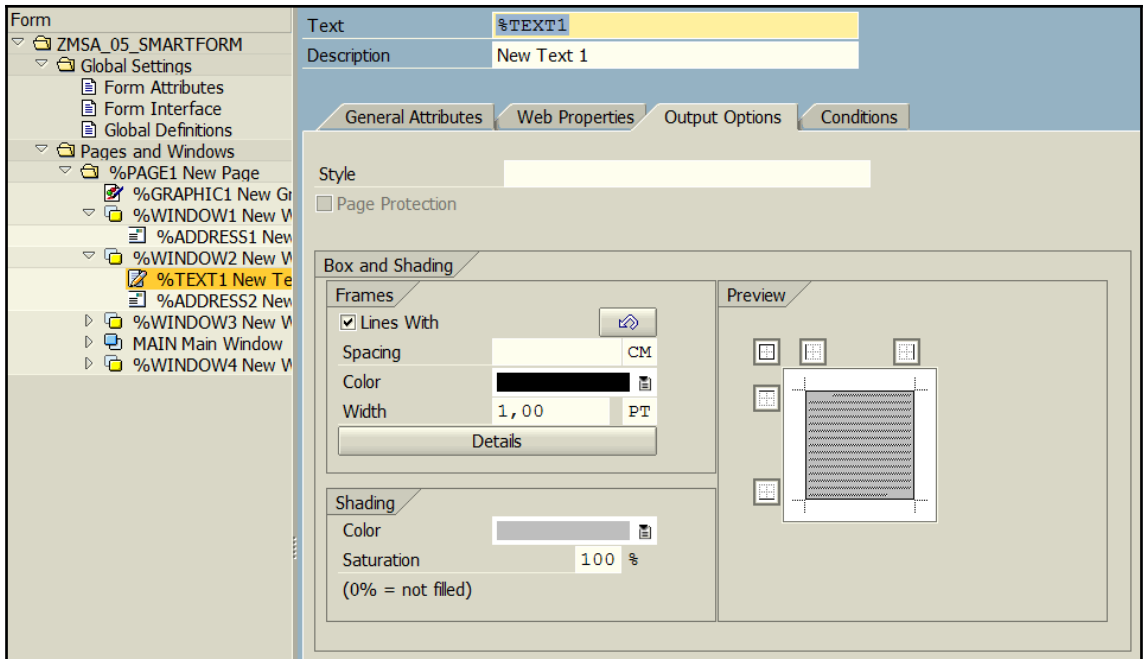 Form
ZMSA_05_SMARTFORM
Global Settings
Form Attributes
Form Interface
Global Definitions
Pages and Windows
%PAGE1 New Page
%GRAPHIC1 New Gr
%WINDOW1 New W
%ADDRESS1 New
%WINDOW2 New W
%TEXT1 New Te
%ADDRESS2 New
%WINDOW3 New W
MAIN Main Window
%WINDOW4 New W
Text %TEXT1
Description New Text 1
General Attributes Web Properties Output Options Conditions
Style
Page Protection
Box and Shading
Frames
Lines With
Spacing CM
Color
Width 1,00 PT
Details
Shading
Color
Saturation 100 %
(0% = not filled)
Preview